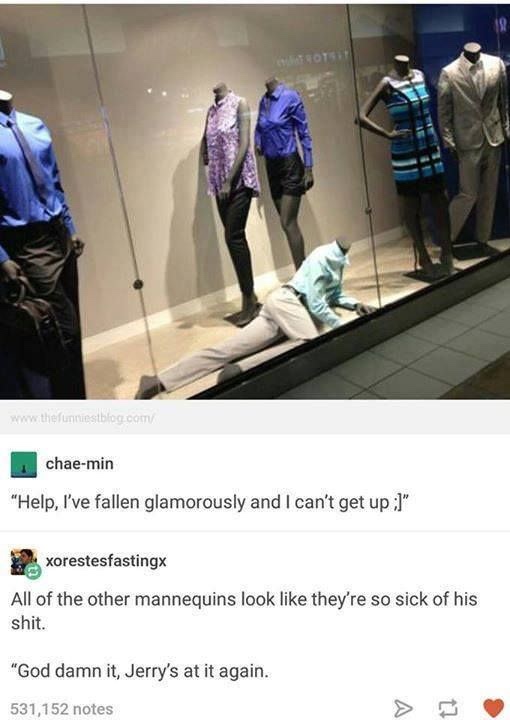 www.thefunniestblog.com/
chae-min
“Help, I’ve fallen glamorously and I can’t get up ;]”
xorestesfastingx
All of the other mannequins look like they’re so sick of his
shit.
“God damn it, Jerry’s at it again.
531,152 notes